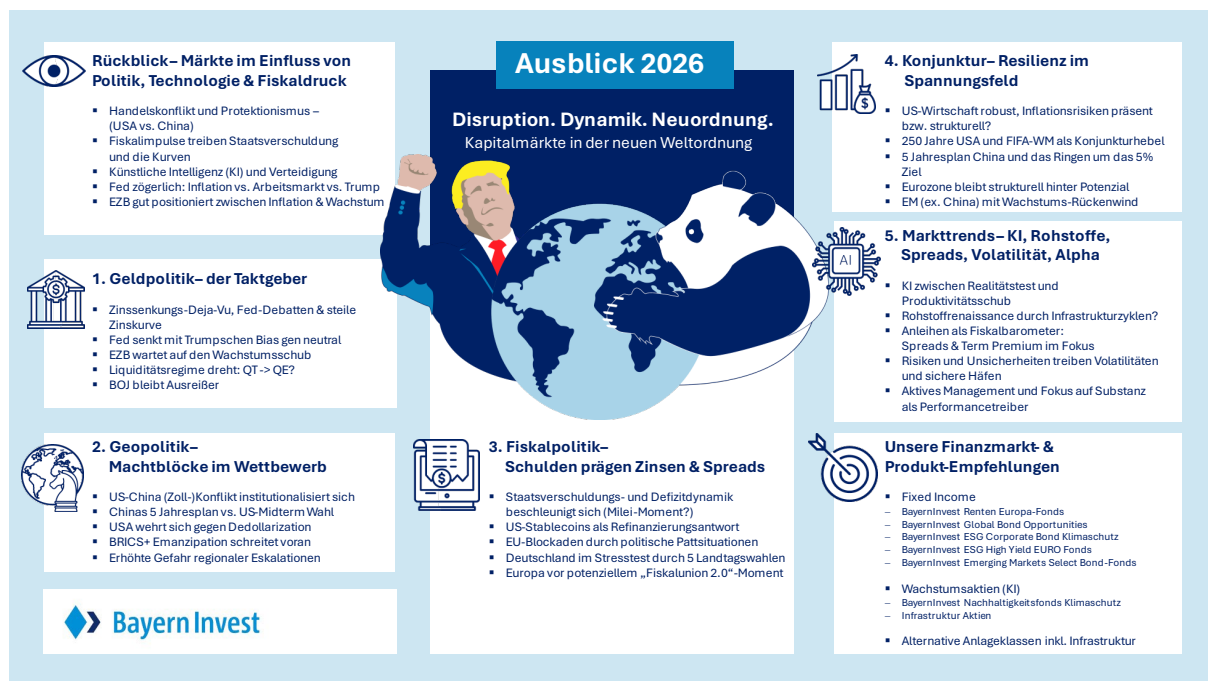 Ausblick 2026
Disruption. Dynamik. Neuordnung.
Kapitalmärkte in der neuen Weltordnung
Rückblick– Märkte im Einfluss von
Politik, Technologie & Fiskaldruck
▪ Handelskonflikt und Protektionismus –
(USA vs. China)
▪ Fiskalimpulse treiben Staatsverschuldung
und die Kurven
▪ Künstliche Intelligenz (KI) und Verteidigung
▪ Fed zögerlich: Inflation vs. Arbeitsmarkt vs. Trump
▪ EZB gut positioniert zwischen Inflation & Wachstum
1. Geldpolitik– der Taktgeber
▪ Zinssenkungs-Deja-Vu, Fed-Debatten & steile
Zinskurve
▪ Fed senkt mit Trumpschen Bias gen neutral
▪ EZB wartet auf den Wachstumsschub
▪ Liquiditätsregime dreht: QT -> QE?
▪ BOJ bleibt Ausreißer
2. Geopolitik–
Machtblöcke im Wettbewerb
▪ US-China (Zoll-)Konflikt institutionalisiert sich
▪ Chinas 5 Jahresplan vs. US-Midterm Wahl
▪ USA wehrt sich gegen Dedollarization
▪ BRICS+ Emanzipation schreitet voran
▪ Erhöhte Gefahr regionaler Eskalationen
BayernInvest
3. Fiskalpolitik–
Schulden prägen Zinsen & Spreads
▪ Staatsverschuldungs- und Defizitdynamik
beschleunigt sich (Milei-Moment?)
▪ US-Stablecoins als Refinanzierungsantwort
▪ EU-Blockaden durch politische Pattsituationen
▪ Deutschland im Stresstest durch 5 Landtagswahlen
▪ Europa vor potenziellem „Fiskalunion 2.0“-Moment
4. Konjunktur– Resilienz im
Spannungsfeld
▪ US-Wirtschaft robust, Inflationsrisiken präsent
bzw. strukturell?
▪ 250 Jahre USA und FIFA-WM als Konjunkturhebel
▪ 5 Jahresplan China und das Ringen um das 5%
Ziel
▪ Eurozone bleibt strukturell hinter Potenzial
▪ EM (ex. China) mit Wachstums-Rückenwind
AI
5. Markttrends– KI, Rohstoffe,
Spreads, Volatilität, Alpha
▪ KI zwischen Realitätstest und
Produktivitätsschub
▪ Rohstoffrenaissance durch Infrastrukturzyklen?
▪ Anleihen als Fiskalbarometer:
Spreads & Term Premium im Fokus
▪ Risiken und Unsicherheiten treiben Volatilitäten
und sichere Häfen
▪ Aktives Management und Fokus auf Substanz
als Performancetreiber
Unsere Finanzmarkt- &
Produkt-Empfehlungen
▪ Fixed Income
– BayernInvest Renten Europa-Fonds
– BayernInvest Global Bond Opportunities
– BayernInvest ESG Corporate Bond Klimaschutz
– BayernInvest ESG High Yield EURO Fonds
– BayernInvest Emerging Markets Select Bond-Fonds
▪ Wachstumsaktien (KI)
– BayernInvest Nachhaltigkeitsfonds Klimaschutz
– Infrastruktur Aktien
▪ Alternative Anlageklassen inkl. Infrastruktur